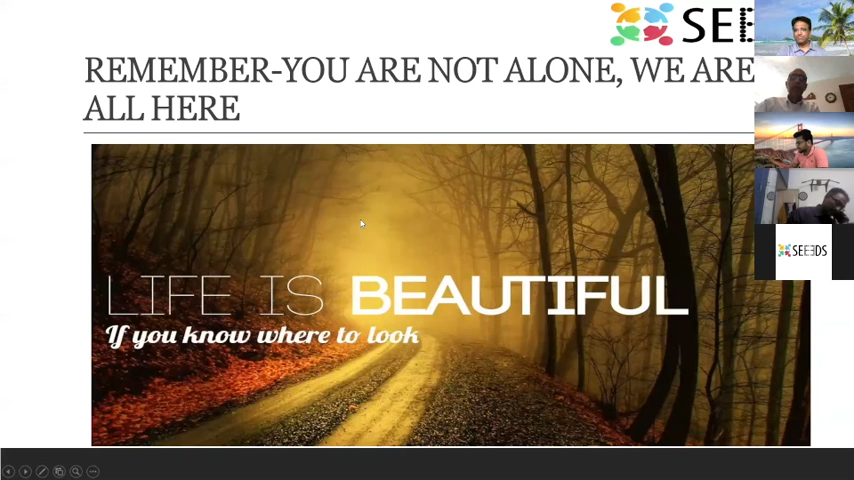 SEE
REMEMBER-YOU ARE NOT ALONE, WE ARE
ALL HERE
LIFE IS BEAUTIFUL
If you know where to look
SEEEDS